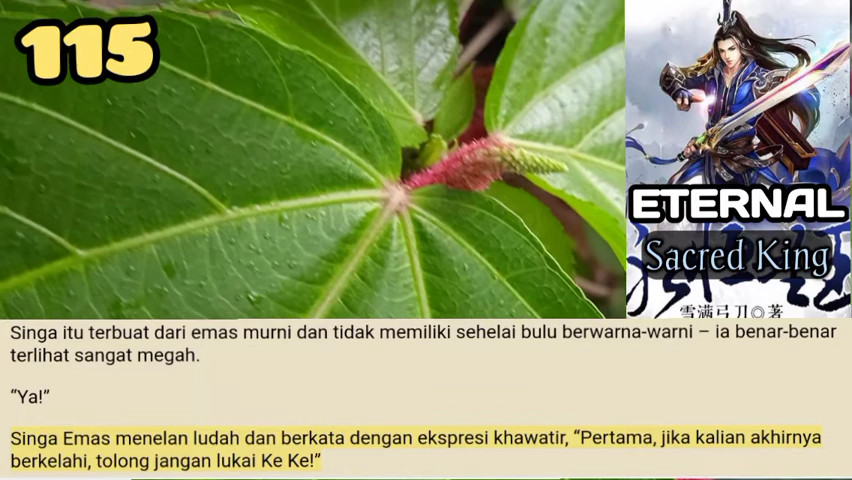 115
ETERNAL
Sacred King
雪满弓刀◎著
Singa itu terbuat dari emas murni dan tidak memiliki sehelai bulu berwarna-warni – ia benar-benar
terlihat sangat megah.
“Ya!”
Singa Emas menelan ludah dan berkata dengan ekspresi khawatir, “Pertama, jika kalian akhirnya
berkelahi, tolong jangan lukai Ke Ke!”